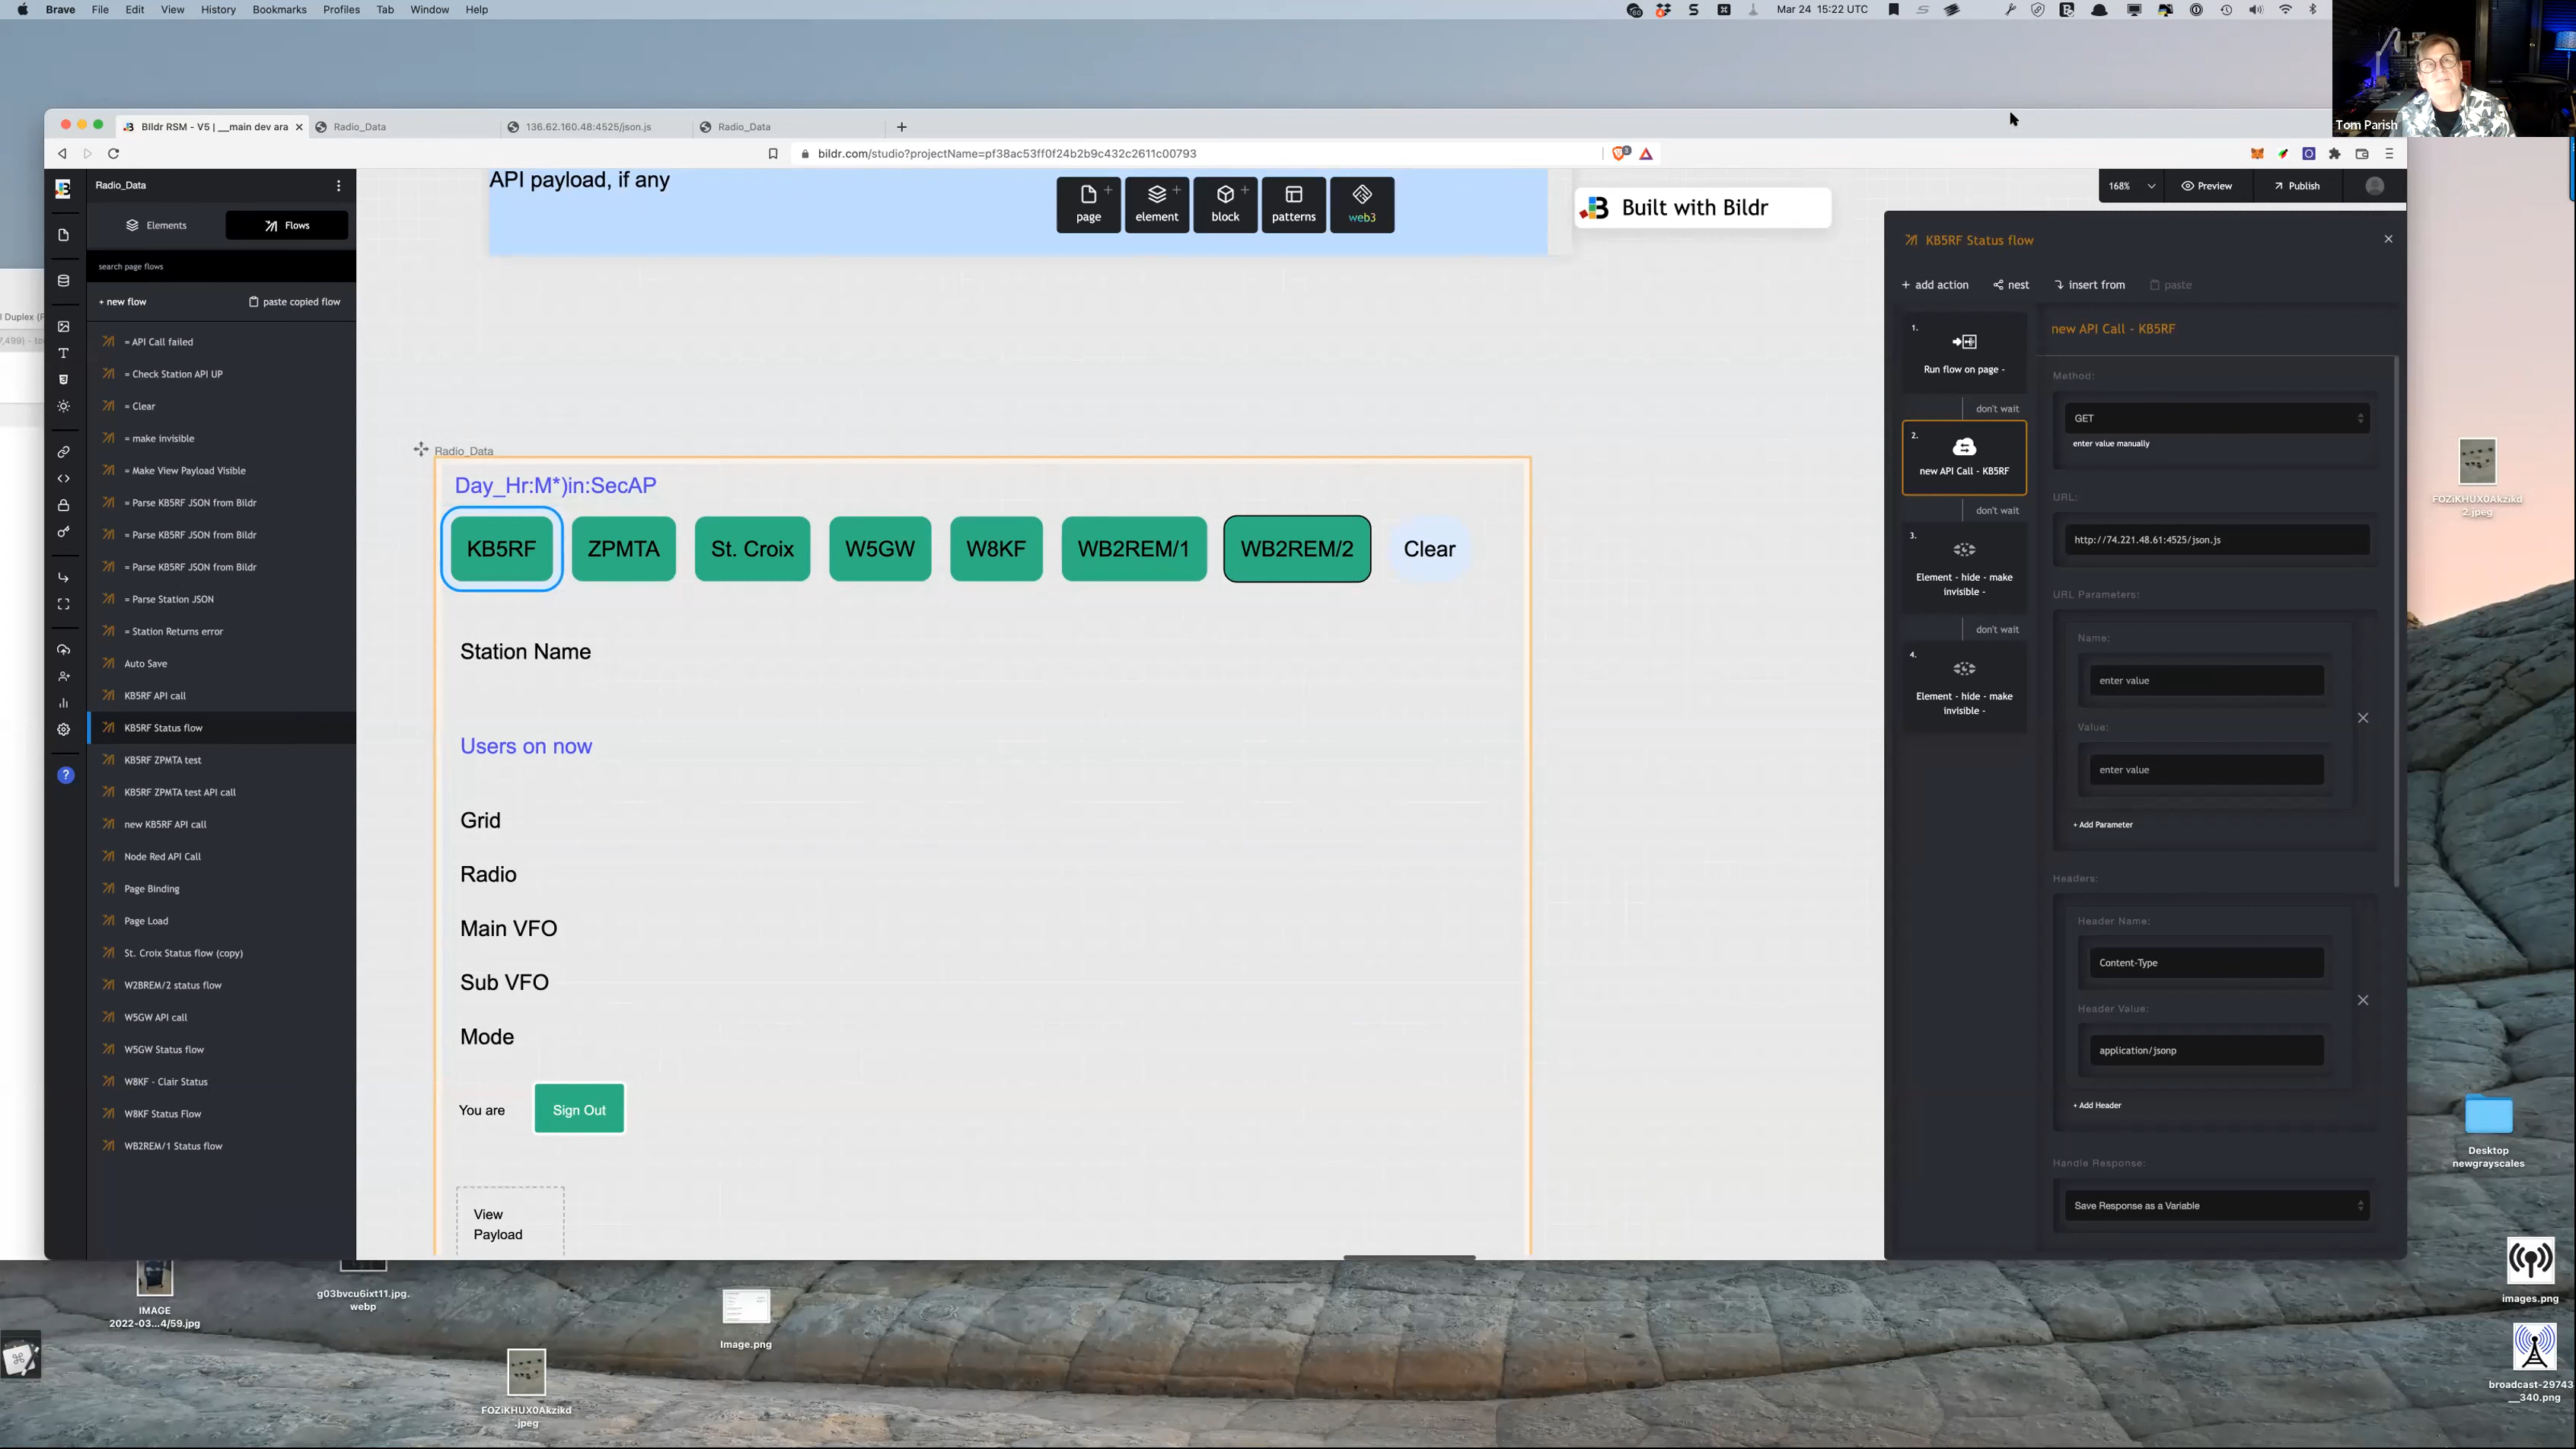 Brave File Edit View History Bookmarks Profiles Tab Window Help
Mar 24 15:22 UTC
Tom Parish
Bildr RSM - V5 | __main dev ara
Radio_Data
136.62.160.48:4525/json.js
Radio_Data
bildr.com/studio?projectName=pf38ac53ff0f24b2b9c432c2611c00793
Radio_Data
Elements
Flows
search page flows
+ new flow
paste copied flow
= API Call failed
= Check Station API UP
= Clear
= make invisible
= Make View Payload Visible
= Parse KB5RF JSON from Bildr
= Parse KB5RF JSON from Bildr
= Parse KB5RF JSON from Bildr
= Parse Station JSON
= Station Returns error
Auto Save
KB5RF API call
KB5RF Status flow
KB5RF ZPMTA test
KB5RF ZPMTA test API call
new KB5RF API call
Node Red API Call
Page Binding
Page Load
St. Croix Status flow (copy)
W2BREM/2 status flow
W5GW API call
W5GW Status flow
W8KF - Clair Status
W8KF Status Flow
WB2REM/1 Status flow
API payload, if any
page
element
block
patterns
web3
Built with Bildr
168%
Preview
Publish
Radio_Data
Day_Hr:M*)in:SecAP
KB5RF
ZPMTA
St. Croix
W5GW
W8KF
WB2REM/1
WB2REM/2
Clear
Station Name
Users on now
Grid
Radio
Main VFO
Sub VFO
Mode
You are
Sign Out
View
Payload
KB5RF Status flow
+ add action
nest
insert from
paste
1.
Run flow on page -
don't wait
2.
new API Call - KB5RF
don't wait
3.
Element - hide - make
invisible -
don't wait
4.
Element - hide - make
invisible -
new API Call - KB5RF
Method:
GET
enter value manually
URL:
http://74.221.48.61:4525/json.js
URL Parameters:
Name:
enter value
Value:
enter value
+ Add Parameter
Headers:
Header Name:
Content-Type
Header Value:
application/jsonp
+ Add Header
Handle Response:
Save Response as a Variable
FOZiKHUX0Akzikd
2.jpeg
Desktop
newgrayscales
images.png
broadcast-29743
__340.png
IMAGE
2022-03...4/59.jpg
g03bvcu6ixt11.jpg.
webp
Image.png
FOZiKHUX0Akzikd
.jpeg